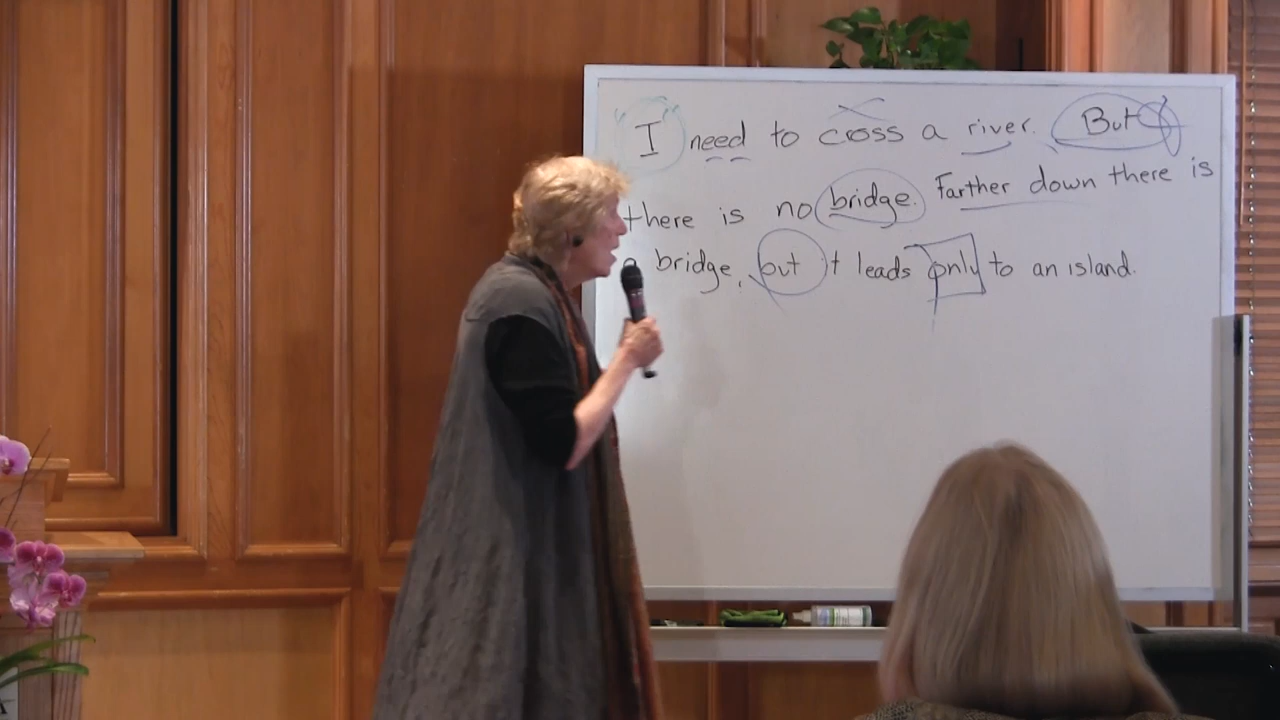 I need to cross a river. But
there is no bridge. Farther down there is
bridge, but it leads only to an island.